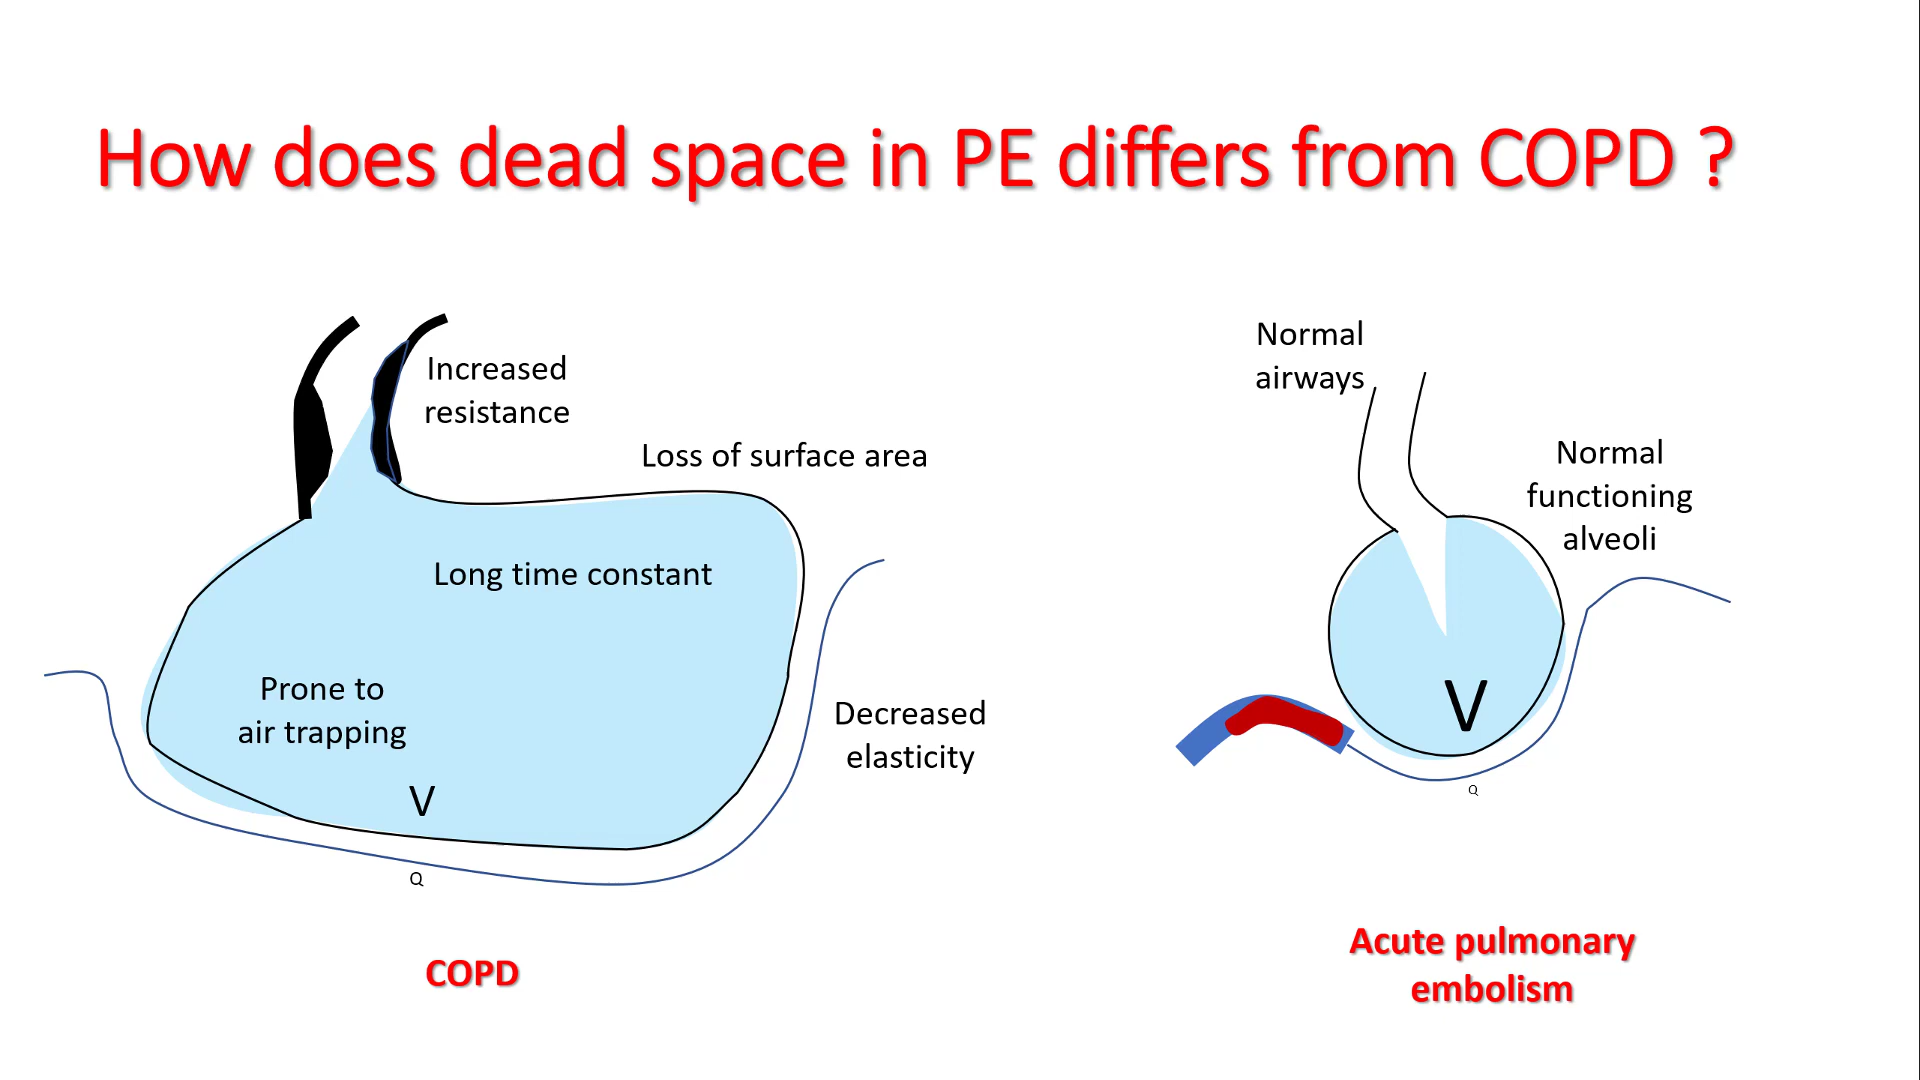 How does dead space in PE differs from COPD ?
Increased
resistance
Loss of surface area
Long time constant
Prone to
air trapping
V
Q
Decreased
elasticity
COPD
Normal
airways
Normal
functioning
alveoli
V
Q
Acute pulmonary
embolism